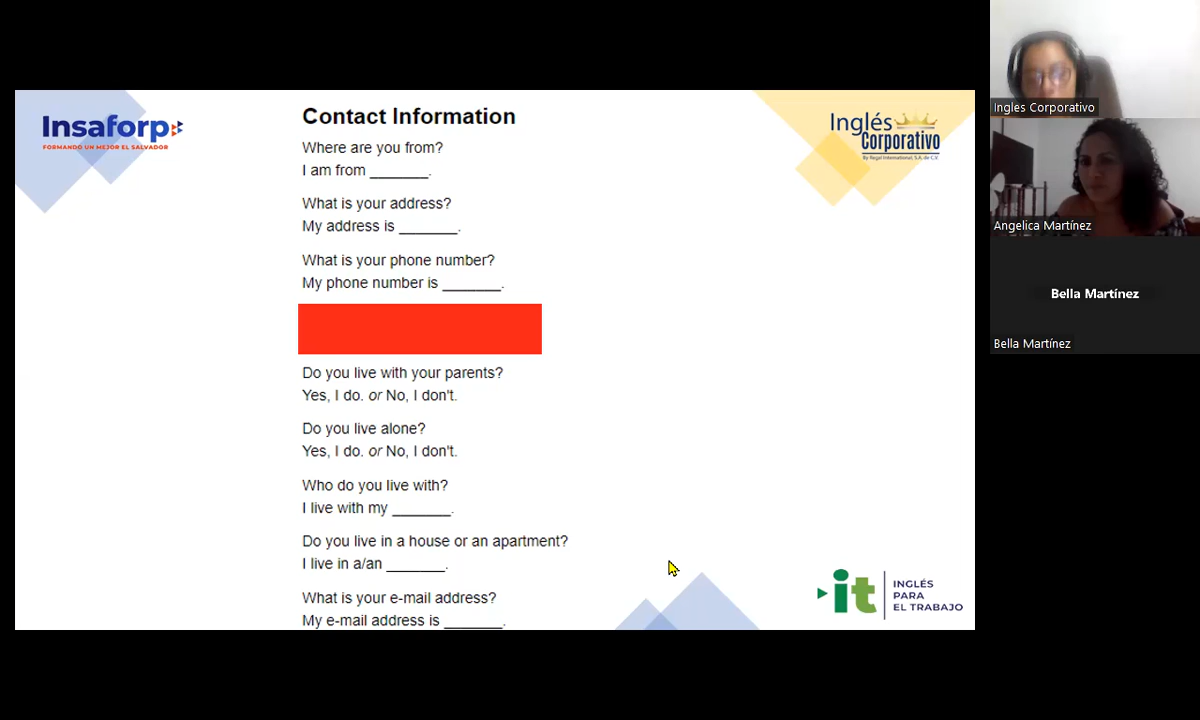 Insaforp
FORMANDO UN MEJOR EL SALVADOR
Contact Information
Where are you from?
I am from _______.
What is your address?
My address is _______.
What is your phone number?
My phone number is _______.
Do you live with your parents?
Yes, I do. or No, I don't.
Do you live alone?
Yes, I do. or No, I don't.
Who do you live with?
I live with my _______.
Do you live in a house or an apartment?
I live in a/an _______.
What is your e-mail address?
My e-mail address is _______.
Inglés
Corporativo
By Regal International, S.A. de C.V.
it
INGLÉS
PARA
EL TRABAJO
Ingles Corporativo
Angelica Martínez
Bella Martínez
Bella Martínez